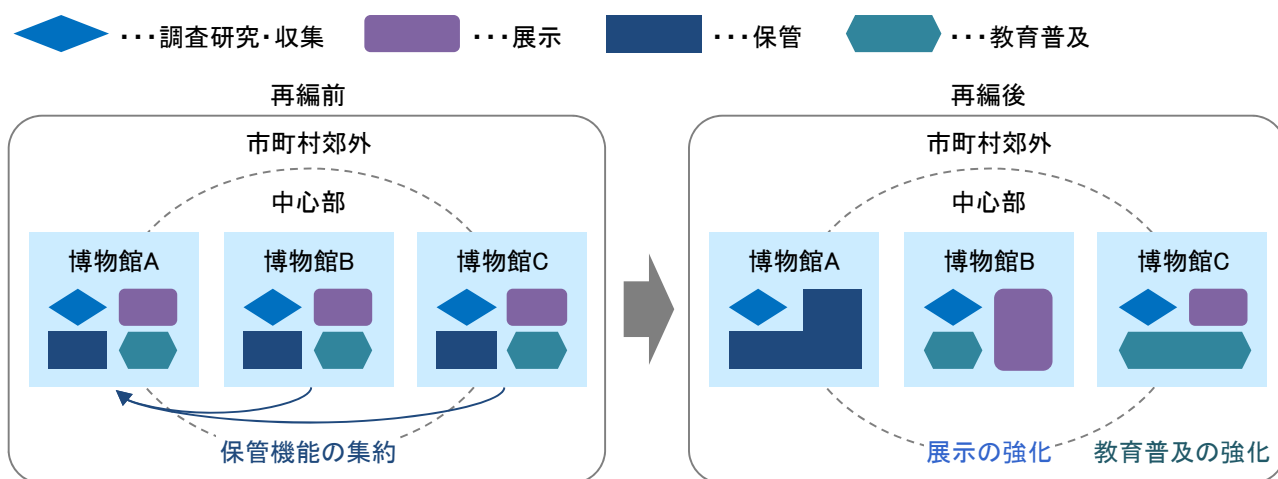 ・・・調査研究・収集 ・・・展示 ・・・保管 ・・・教育普及
再編前
市町村郊外
中心部
博物館A 博物館B 博物館C
保管機能の集約
再編後
市町村郊外
中心部
博物館A 博物館B 博物館C
展示の強化 教育普及の強化